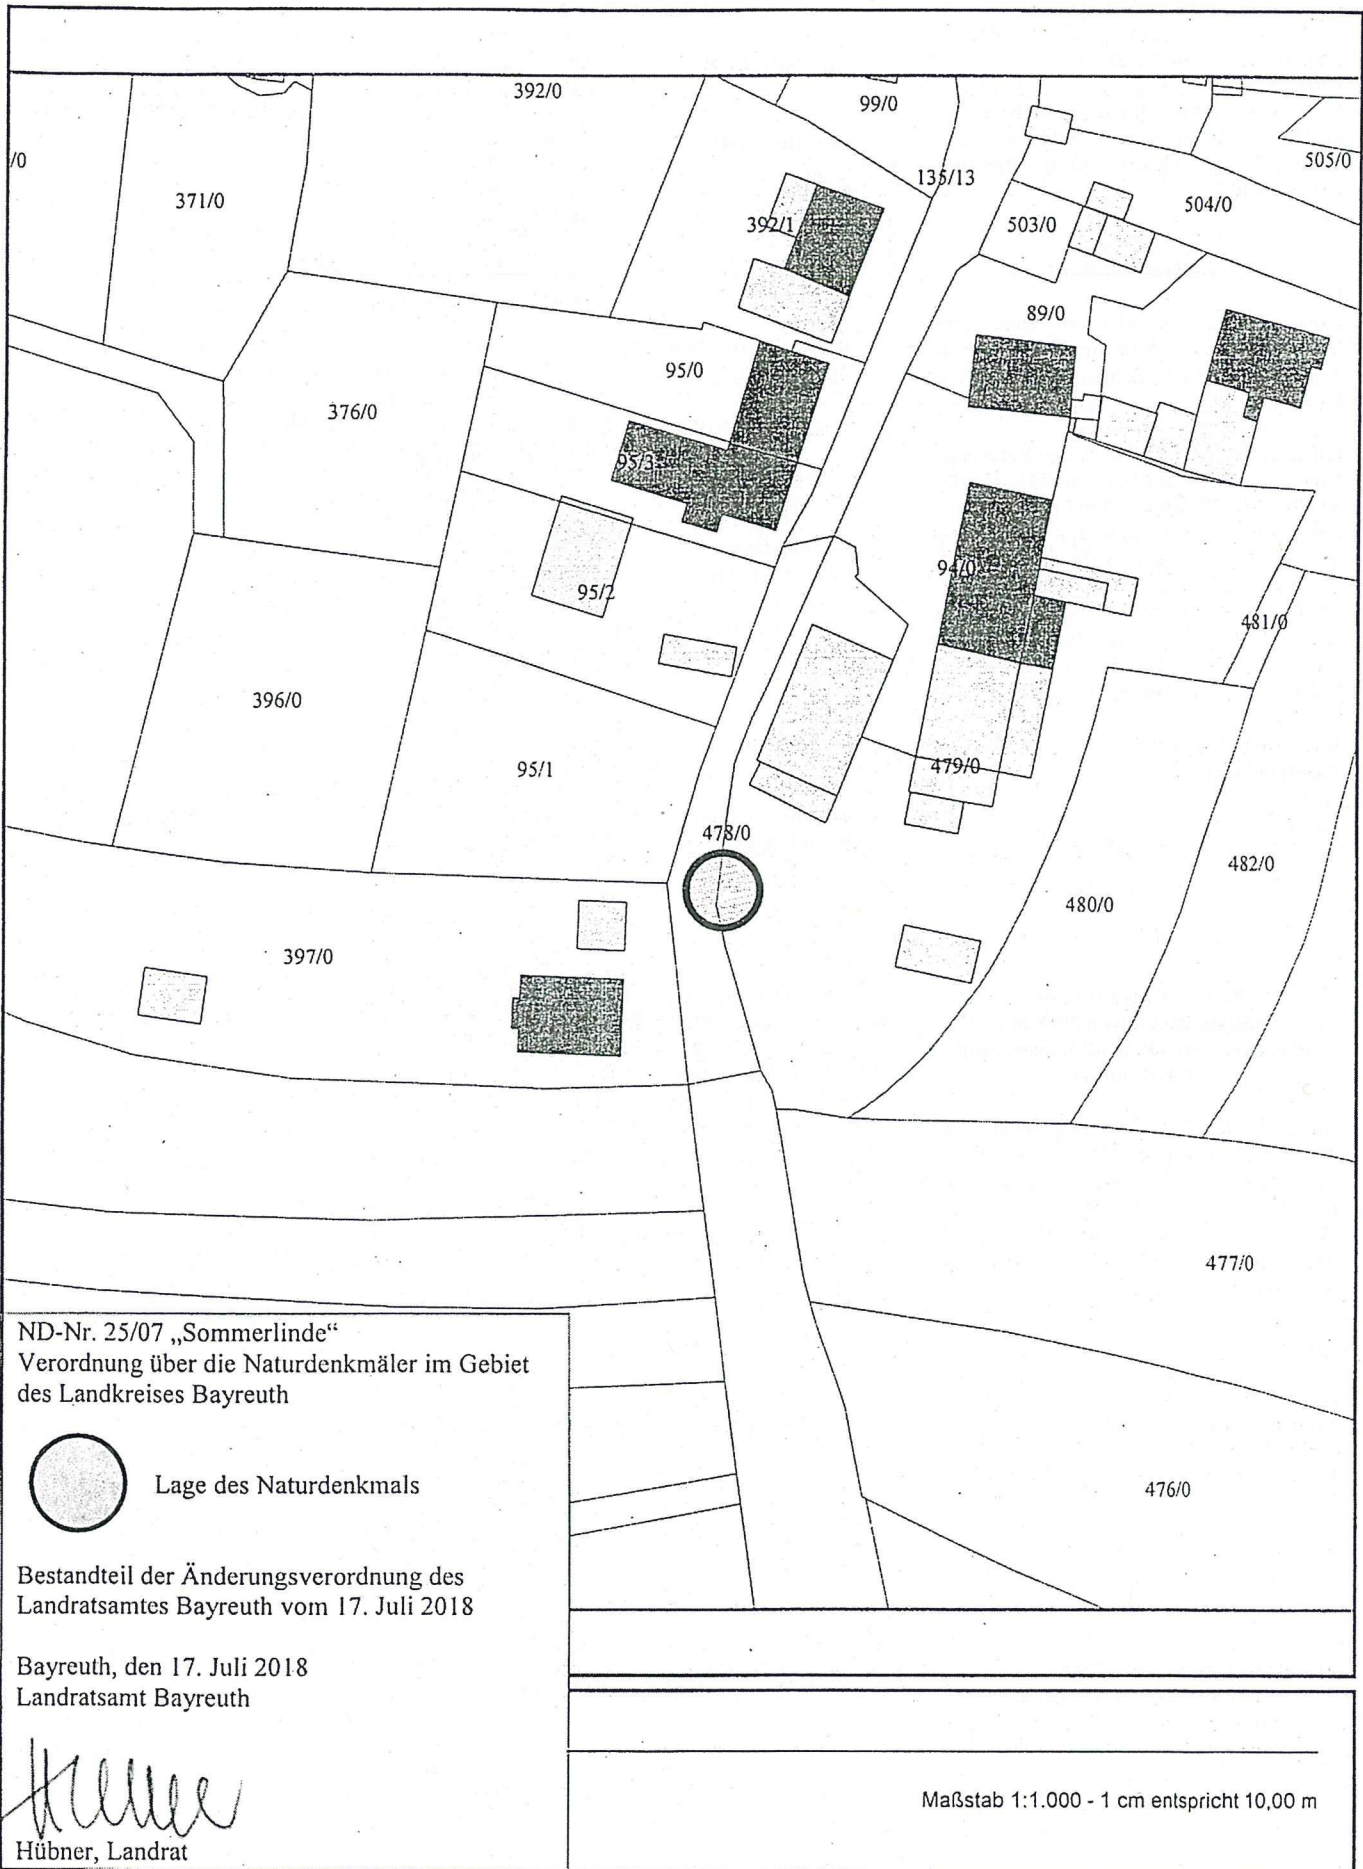 392/0
99/0
/0
505/0
135/13
371/0
504/0
392/1
503/0
89/0
95/0
376/0
95/3
94/0
95/2
481/0
396/0
95/1
479/0
478/0
482/0
480/0
397/0
477/0
476/0
ND-Nr. 25/07 „Sommerlinde“
Verordnung über die Naturdenkmäler im Gebiet
des Landkreises Bayreuth
Lage des Naturdenkmals
Bestandteil der Änderungsverordnung des
Landratsamtes Bayreuth vom 17. Juli 2018
Bayreuth, den 17. Juli 2018
Landratsamt Bayreuth
Hübner, Landrat
Maßstab 1:1.000 - 1 cm entspricht 10,00 m